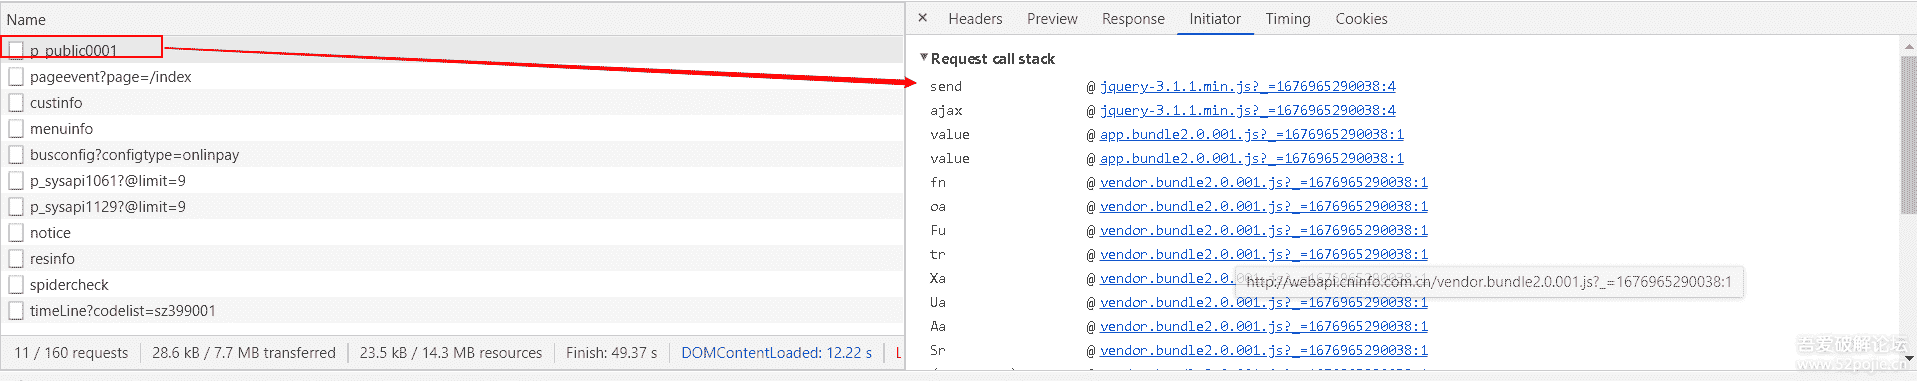 Name
p_public0001
pageevent?page=/index
custinfo
menuinfo
busconfig?configtype=onlinpay
p_sysapi1061?@limit=9
p_sysapi1129?@limit=9
notice
resinfo
spidercheck
timeLine?codelist=sz399001
11 / 160 requests 28.6 kB / 7.7 MB transferred 23.5 kB / 14.3 MB resources Finish: 49.37 s DOMContentLoaded: 12.22 s L
× Headers Preview Response Initiator Timing Cookies
▼Request call stack
send @ jquery-3.1.1.min.js?_=1676965290038:4
ajax @ jquery-3.1.1.min.js?_=1676965290038:4
value @ app.bundle2.0.001.js?_=1676965290038:1
value @ app.bundle2.0.001.js?_=1676965290038:1
fn @ vendor.bundle2.0.001.js?_=1676965290038:1
oa @ vendor.bundle2.0.001.js?_=1676965290038:1
Fu @ vendor.bundle2.0.001.js?_=1676965290038:1
tr @ vendor.bundle2.0.001.js?_=1676965290038:1
Xa @ vendor.bundle2.0.001.js?_=1676965290038:1
http://webapi.cninfo.com.cn/vendor.bundle2.0.001.js?_=1676965290038:1
Ua @ vendor.bundle2.0.001.js?_=1676965290038:1
Aa @ vendor.bundle2.0.001.js?_=1676965290038:1
Sr @ vendor.bundle2.0.001.js?_=1676965290038:1
吾爱破解论坛
www.52pojie.cn